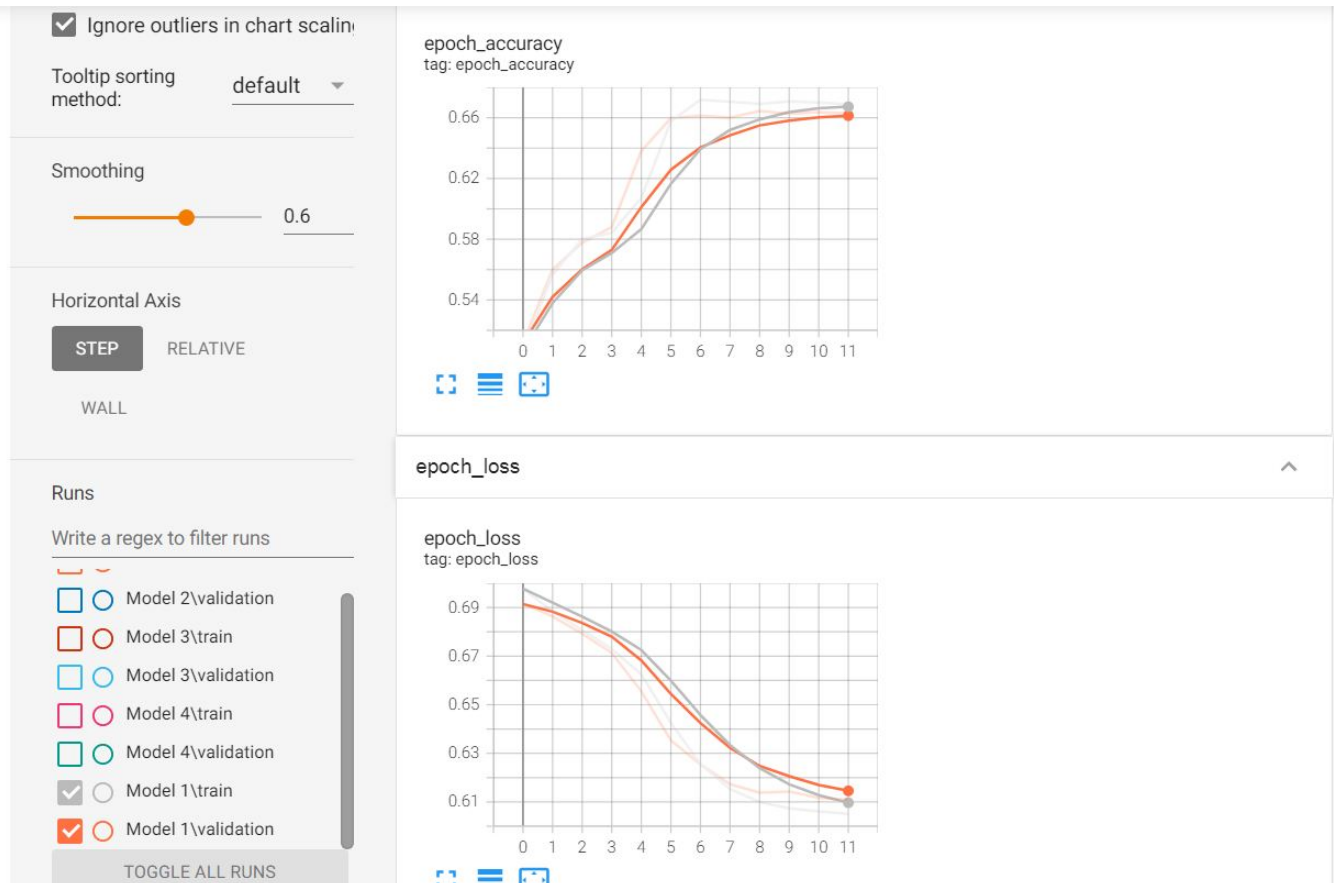 Ignore outliers in chart scaling
Tooltip sorting
method:
default
Smoothing
0.6
Horizontal Axis
STEP
RELATIVE
WALL
Runs
Write a regex to filter runs
Model 2\validation
Model 3\train
Model 3\validation
Model 4\train
Model 4\validation
Model 1\train
Model 1\validation
TOGGLE ALL RUNS
epoch_accuracy
tag: epoch_accuracy
0.66
0.62
0.58
0.54
0 1 2 3 4 5 6 7 8 9 10 11
epoch_loss
epoch_loss
tag: epoch_loss
0.69
0.67
0.65
0.63
0.61
0 1 2 3 4 5 6 7 8 9 10 11